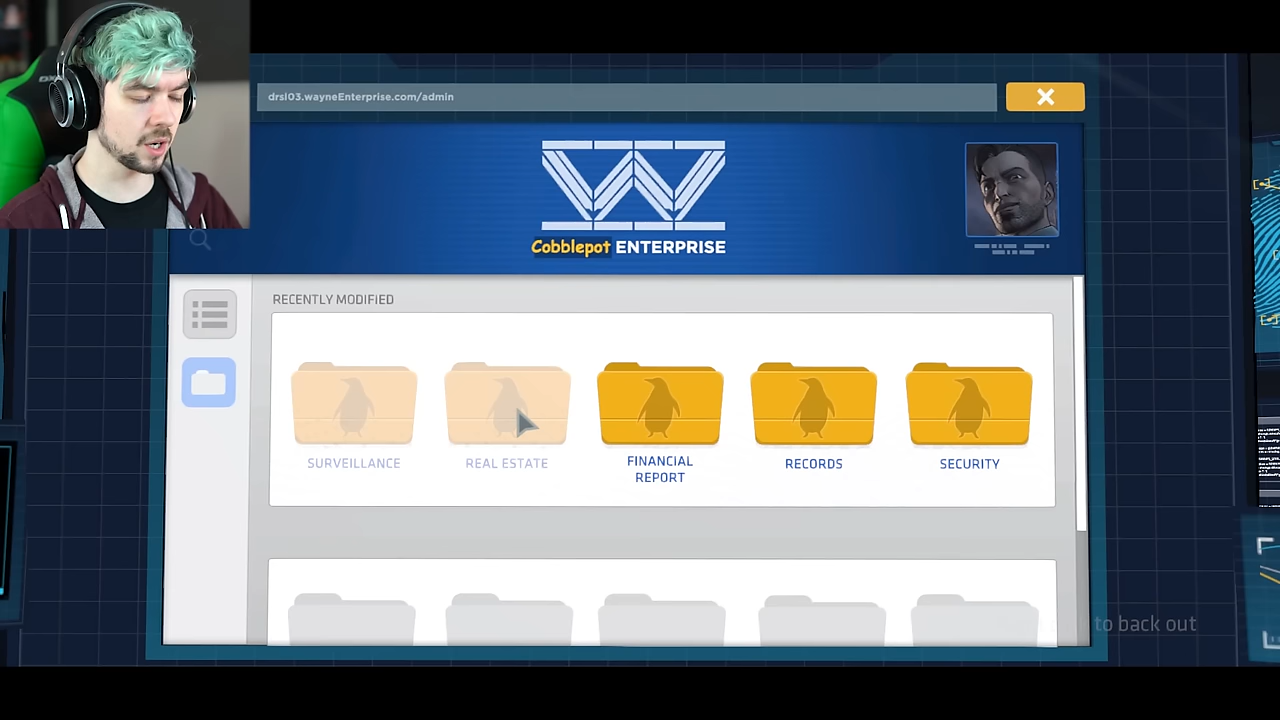 drsl03.wayneEnterprise.com/admin
Cobblepot ENTERPRISE
RECENTLY MODIFIED
SURVEILLANCE
REAL ESTATE
FINANCIAL
REPORT
RECORDS
SECURITY
to back out